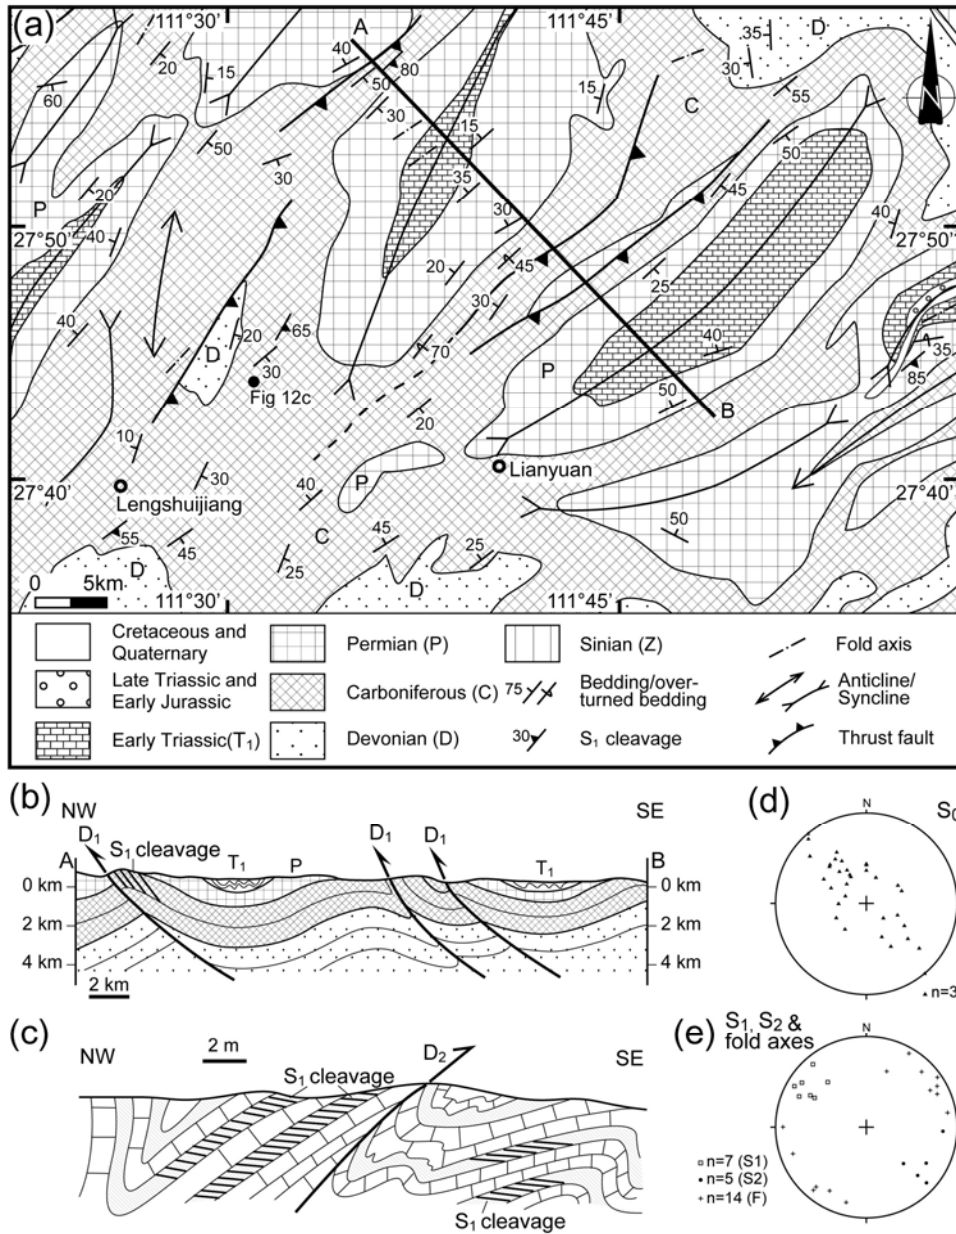 (a)
111°30'
111°45'
A
D
35
30
40
80
50
30
20
15
60
50
30
15
15
C
55
50
45
40
35
P
20
40
27°50'
27°50'
30
45
20
25
30
40
D
20
65
30
70
Fig 12c
40
P
35
85
50
B
20
10
Lianyuan
27°40'
27°40'
P
30
40
Lengshuijiang
C
50
55
45
45
25
25
D
D
0 5km
111°30'
111°45'
Cretaceous and
Quaternary
Permian (P)
Sinian (Z)
Fold axis
Late Triassic and
Early Jurassic
Carboniferous (C)
75
Bedding/over-
turned bedding
Anticline/
Syncline
Early Triassic(T₁)
Devonian (D)
30
S₁ cleavage
Thrust fault
(b)
NW
SE
D₁
S₁ cleavage
D₁
D₁
A
T₁
P
T₁
B
0 km
0 km
2 km
2 km
4 km
4 km
2 km
(c)
NW
2 m
D₂
SE
S₁ cleavage
S₁ cleavage
(d)
N
S₀
n=3
(e)
S₁, S₂ &
fold axes
N
n=7 (S1)
n=5 (S2)
n=14 (F)